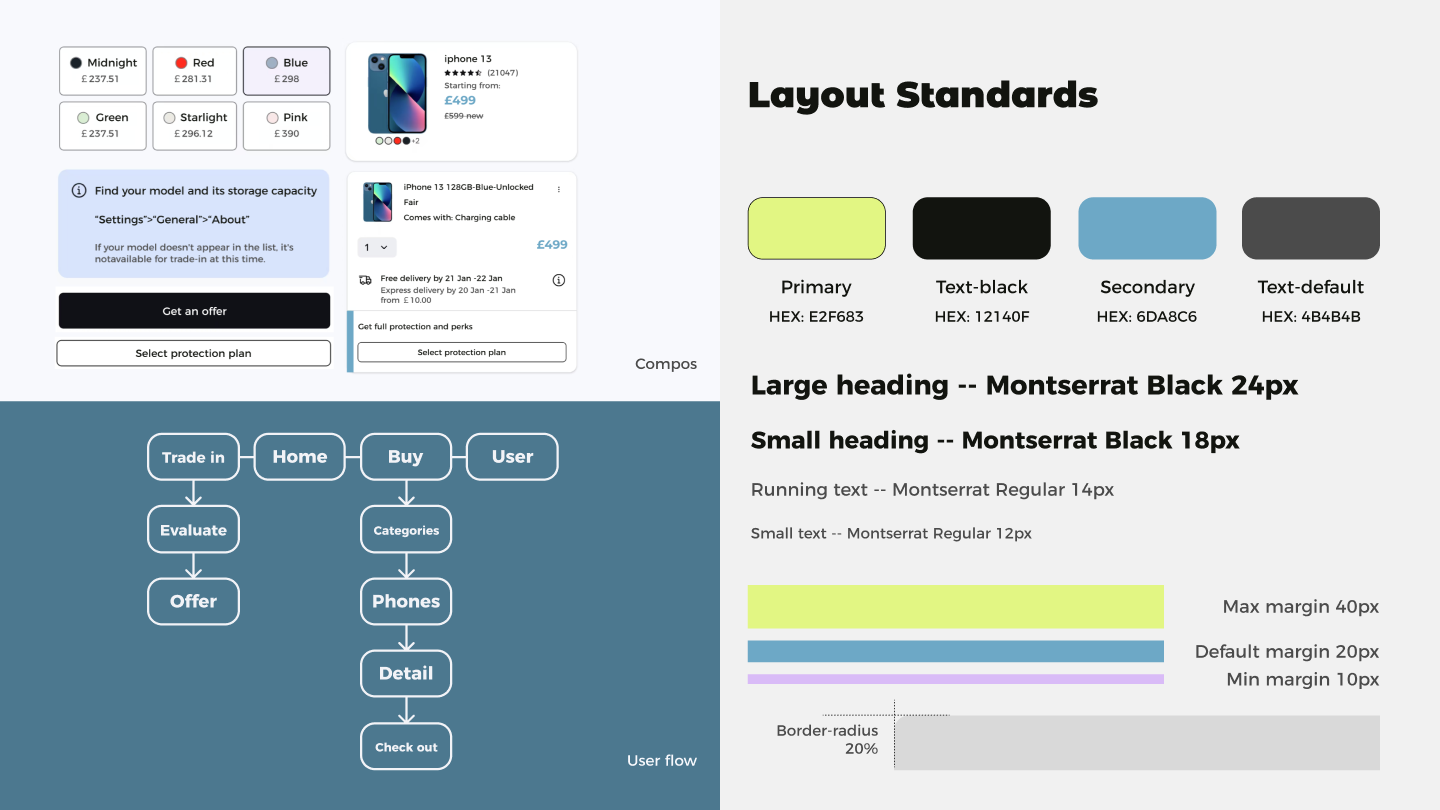 Midnight
£237.51
Red
£281.31
Blue
£298
Green
£237.51
Starlight
£296.12
Pink
£390
Find your model and its storage capacity
"Settings">"General">"About"
If your model doesn't appear in the list, it's
notavailable for trade-in at this time.
Get an offer
Select protection plan
iphone 13
(21047)
Starting from:
£499
£599 new
+2
iPhone 13 128GB-Blue-Unlocked
Fair
Comes with: Charging cable
1
£499
Free delivery by 21 Jan -22 Jan
Express delivery by 20 Jan -21 Jan
from £10.00
Get full protection and perks
Select protection plan
Compos
Trade in
Home
Buy
User
Evaluate
Categories
Offer
Phones
Detail
Check out
User flow
Layout Standards
Primary
HEX: E2F683
Text-black
HEX: 12140F
Secondary
HEX: 6DA8C6
Text-default
HEX: 4B4B4B
Large heading -- Montserrat Black 24px
Small heading -- Montserrat Black 18px
Running text -- Montserrat Regular 14px
Small text -- Montserrat Regular 12px
Max margin 40px
Default margin 20px
Min margin 10px
Border-radius
20%